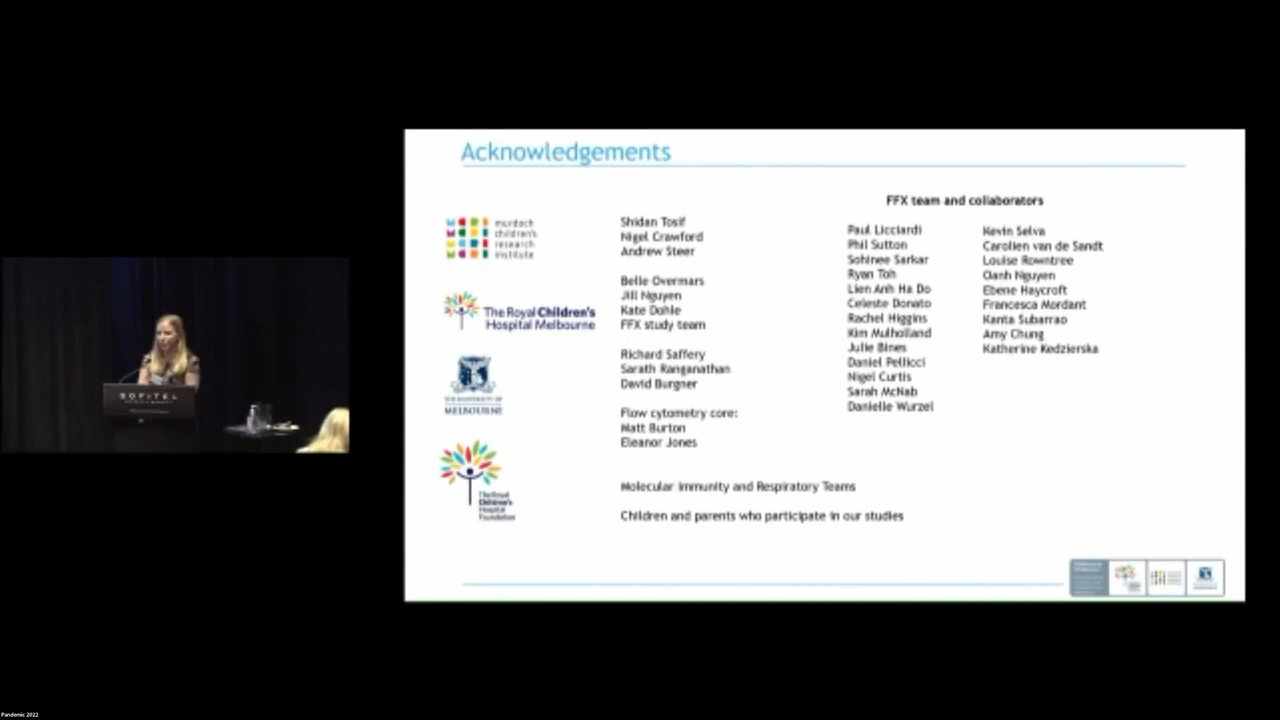 Acknowledgements
murdoch
children's
research
institute
The Royal Children's
Hospital Melbourne
THE UNIVERSITY OF
MELBOURNE
The Royal
Children's
Hospital
Foundation
Shidan Tosif
Nigel Crawford
Andrew Steer
Belle Overmars
Jill Nguyen
Kate Dohle
FFX study team
Richard Saffery
Sarath Ranganathan
David Burgner
Flow cytometry core:
Matt Burton
Eleanor Jones
Molecular Immunity and Respiratory Teams
Children and parents who participate in our studies
FFX team and collaborators
Paul Licciardi
Phil Sutton
Sohinee Sarkar
Ryan Toh
Lien Anh Ha Do
Celeste Donato
Rachel Higgins
Kim Mulholland
Julie Bines
Daniel Pellicci
Nigel Curtis
Sarah McNab
Danielle Wurzel
Kevin Selva
Carolien van de Sandt
Louise Rowntree
Oanh Nguyen
Ebene Haycroft
Francesca Mordant
Kanta Subarrao
Amy Chung
Katherine Kedzierska
SOFITEL
Pandemic 2022